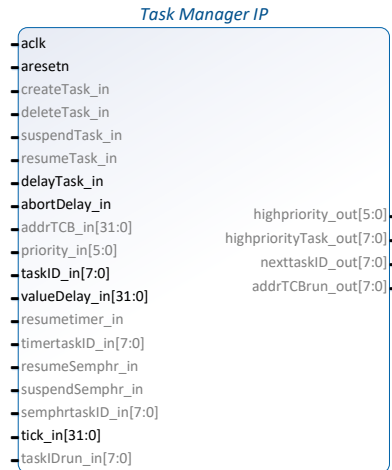 Task Manager IP
aclk
aresetn
createTask_in
deleteTask_in
suspendTask_in
resumeTask_in
delayTask_in
abortDelay_in
addrTCB_in[31:0]
priority_in[5:0]
taskID_in[7:0]
valueDelay_in[31:0]
resumetimer_in
timertaskID_in[7:0]
resumeSemphr_in
suspendSemphr_in
semphrtaskID_in[7:0]
tick_in[31:0]
taskIDrun_in[7:0]
highpriority_out[5:0]
highpriorityTask_out[7:0]
nexttaskID_out[7:0]
addrTCBrun_out[7:0]